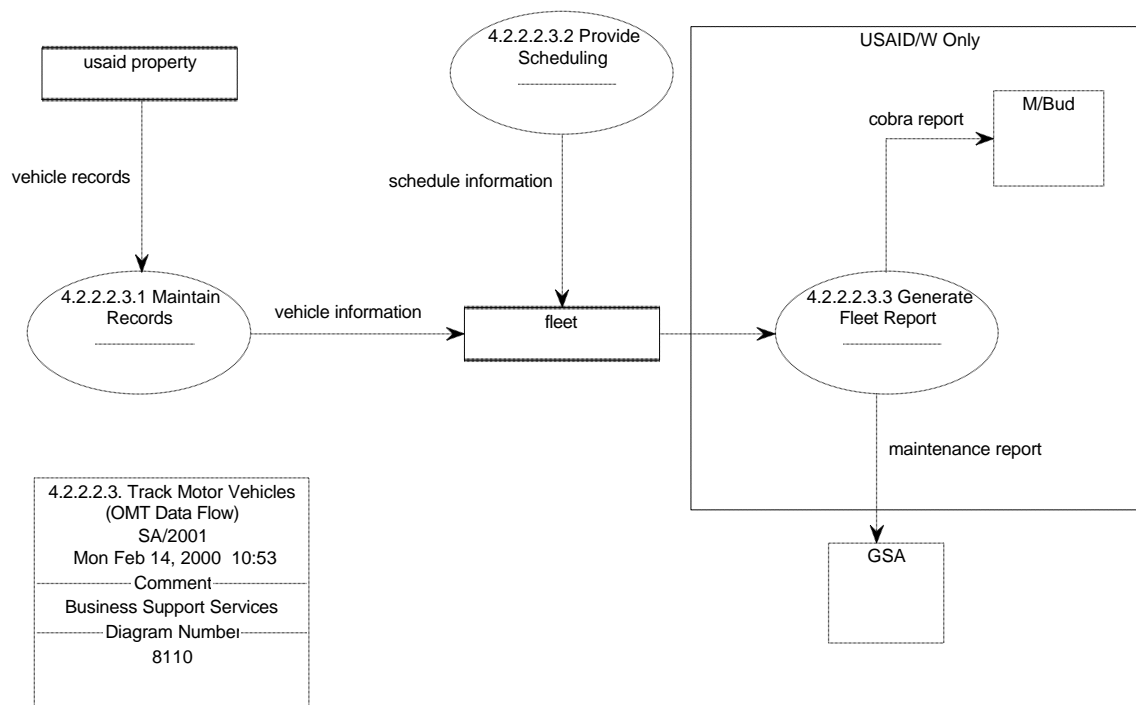 usaid property
4.2.2.2.3.2 Provide
Scheduling
USAID/W Only
M/Bud
cobra report
vehicle records
schedule information
4.2.2.2.3.1 Maintain
Records
vehicle information
fleet
4.2.2.2.3.3 Generate
Fleet Report
maintenance report
GSA
4.2.2.2.3. Track Motor Vehicles
(OMT Data Flow)
SA/2001
Mon Feb 14, 2000 10:53
Comment
Business Support Services
Diagram Number
8110